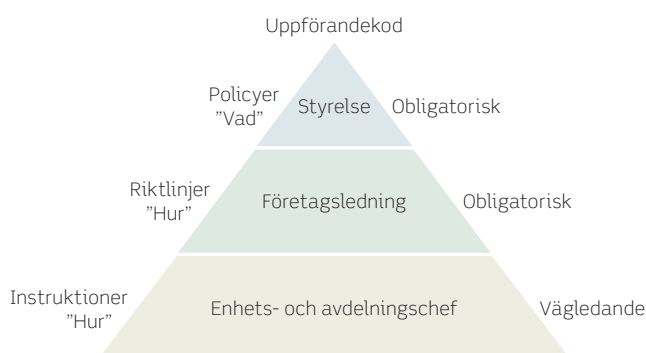 Uppförandekod
Policyer
”Vad”
Styrelse
Obligatorisk
Riktlinjer
”Hur”
Företagsledning
Obligatorisk
Instruktioner
”Hur”
Enhets- och avdelningschef
Vägledande